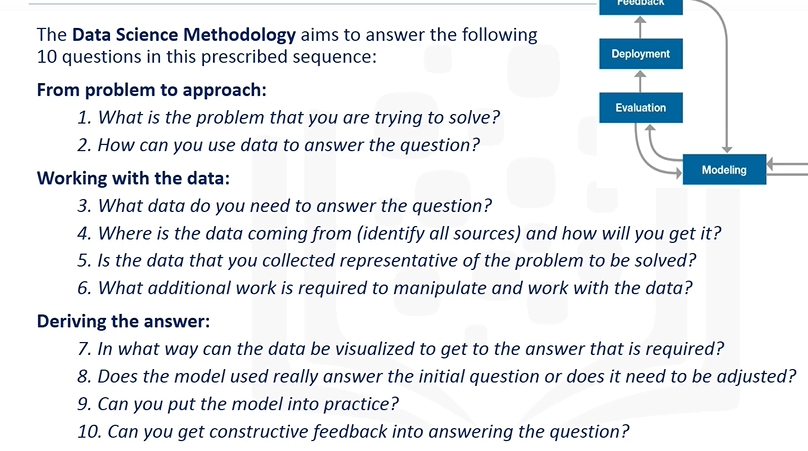 The Data Science Methodology aims to answer the following
10 questions in this prescribed sequence:
From problem to approach:
1. What is the problem that you are trying to solve?
2. How can you use data to answer the question?
Working with the data:
3. What data do you need to answer the question?
4. Where is the data coming from (identify all sources) and how will you get it?
5. Is the data that you collected representative of the problem to be solved?
6. What additional work is required to manipulate and work with the data?
Deriving the answer:
7. In what way can the data be visualized to get to the answer that is required?
8. Does the model used really answer the initial question or does it need to be adjusted?
9. Can you put the model into practice?
10. Can you get constructive feedback into answering the question?
Feedback
Deployment
Evaluation
Modeling